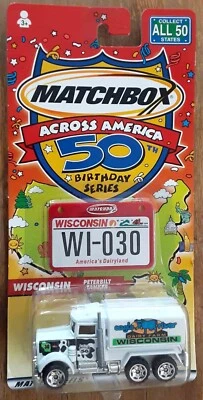 COLLECT
ALL 50
STATES
3+
MATCHBOX
ACROSS AMERICA
50TH
BIRTHDAY
SERIES
MATCHBOX
WISCONSIN
WI-030
America's Dairyland
WISCONSIN
PETERBILT
WISCONSIN